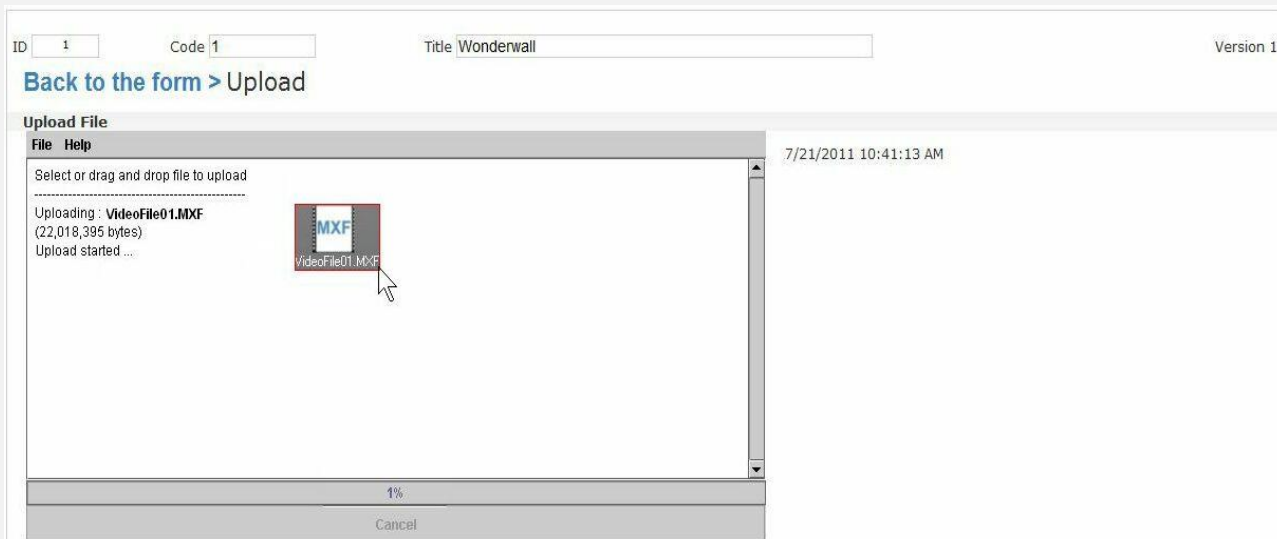 ID 1 Code 1 Title Wonderwall Version 1
Back to the form > Upload
Upload File
File Help
7/21/2011 10:41:13 AM
Select or drag and drop file to upload
--------------------------------------------------
Uploading : VideoFile01.MXF
(22,018,395 bytes)
Upload started ...
MXF
VideoFile01.MXF
1%
Cancel